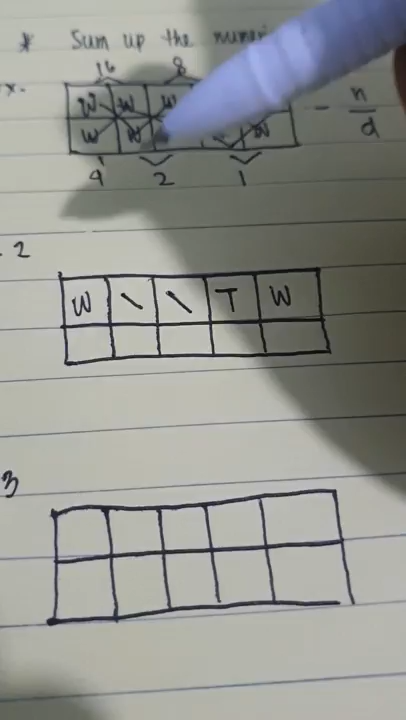 * Sum up the
16 8
x.
W W W
W W W n
4 2 1 d
2
W \ \ T W
3